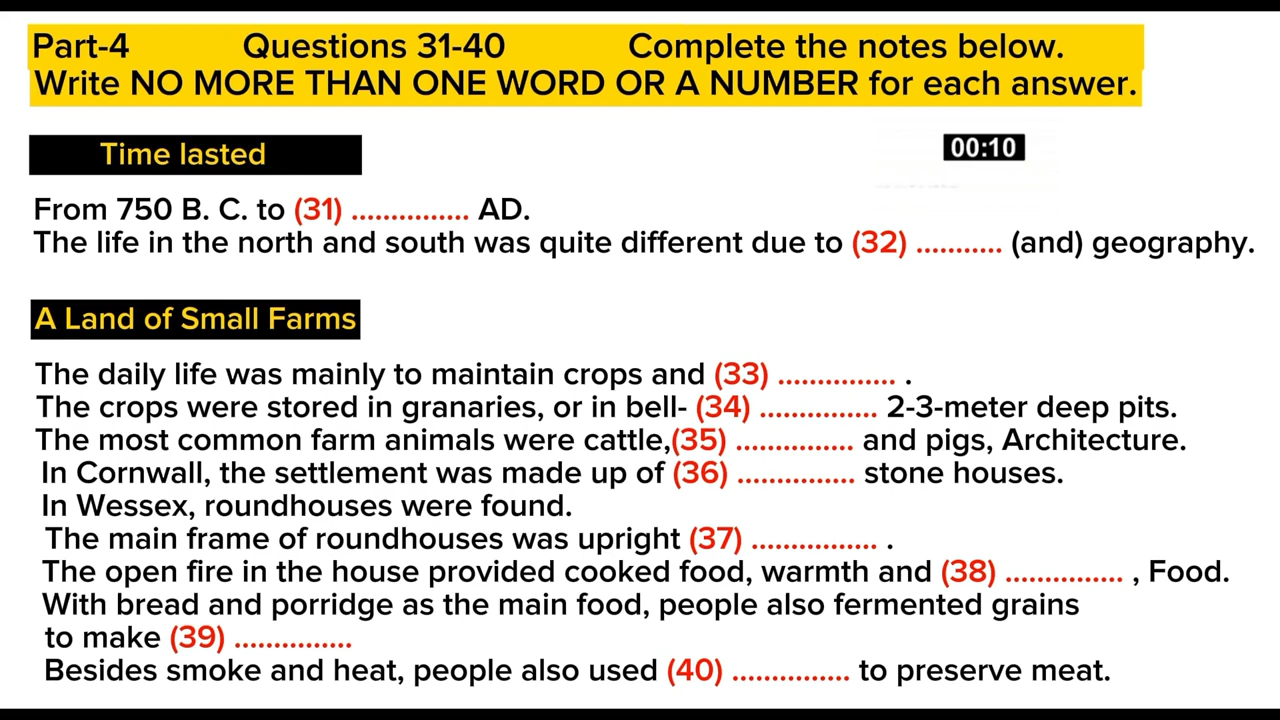 Part-4 Questions 31-40 Complete the notes below.
Write NO MORE THAN ONE WORD OR A NUMBER for each answer.
00:10
Time lasted
From 750 B. C. to (31) ............... AD.
The life in the north and south was quite different due to (32) ........... (and) geography.
A Land of Small Farms
The daily life was mainly to maintain crops and (33) ............... .
The crops were stored in granaries, or in bell- (34) ............... 2-3-meter deep pits.
The most common farm animals were cattle,(35) ............... and pigs, Architecture.
In Cornwall, the settlement was made up of (36) ............... stone houses.
In Wessex, roundhouses were found.
The main frame of roundhouses was upright (37) ................ .
The open fire in the house provided cooked food, warmth and (38) ............... , Food.
With bread and porridge as the main food, people also fermented grains
to make (39) ...............
Besides smoke and heat, people also used (40) ............... to preserve meat.